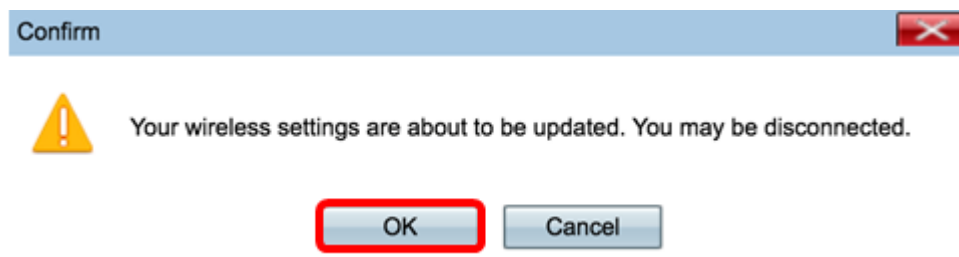 Confirm
Your wireless settings are about to be updated. You may be disconnected.
OK Cancel